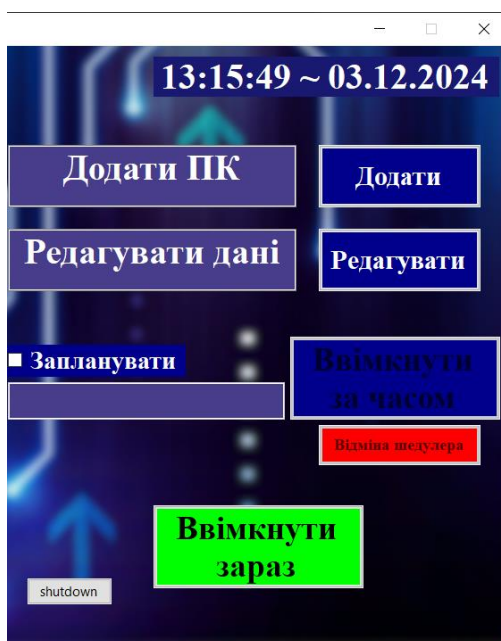 13:15:49 ~ 03.12.2024
Додати ПК
Додати
Редагувати дані
Редагувати
Запланувати
Ввімкнути
за часом
Відміна шедулера
Ввімкнути
зараз
shutdown